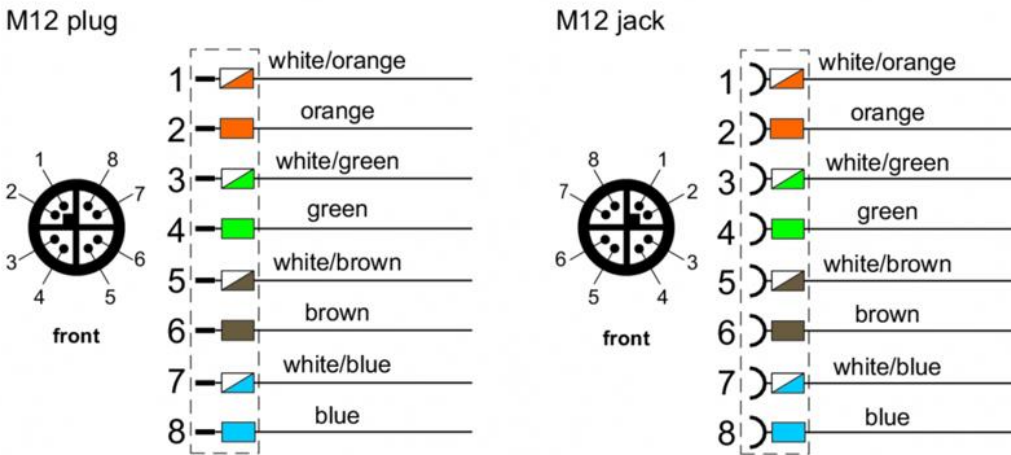 M12 plug
1 white/orange
2 orange
3 white/green
4 green
5 white/brown
6 brown
7 white/blue
8 blue
1 8
2 7
3 6
4 5
front
M12 jack
1 white/orange
2 orange
3 white/green
4 green
5 white/brown
6 brown
7 white/blue
8 blue
8 1
7 2
6 3
5 4
front